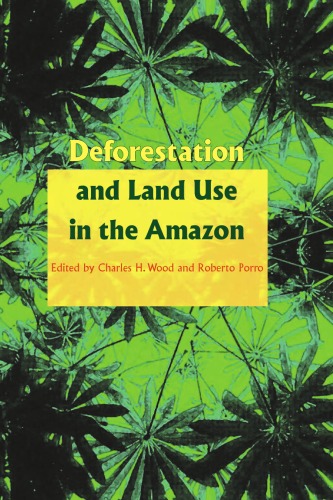 Deforestation
and Land Use
in the Amazon
Edited by Charles H. Wood and Roberto Porro